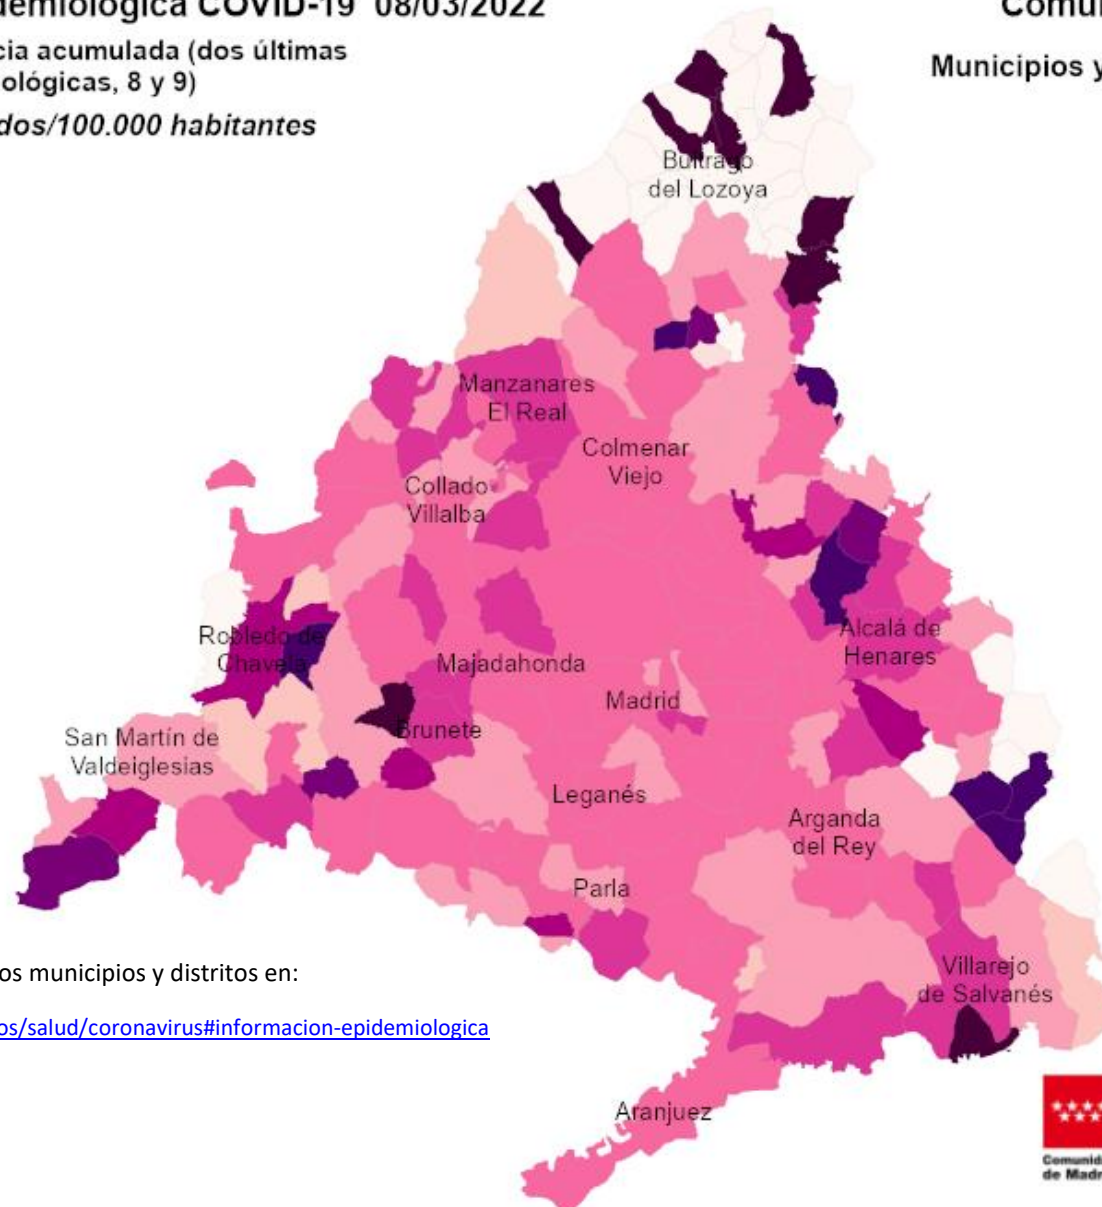 demiológica COVID-19 08/03/2022
Comu
cia acumulada (dos últimas
ológicas, 8 y 9)
Municipios y
dos/100.000 habitantes
Buitrago
del Lozoya
Manzanares
El Real
Colmenar
Viejo
Collado
Villalba
Robledo de
Chavela
Alcalá de
Henares
Majadahonda
Madrid
Brunete
San Martín de
Valdeiglesias
Leganés
Arganda
del Rey
Parla
Villarejo
de Salvanés
os municipios y distritos en:
os/salud/coronavirus#informacion-epidemiologica
Aranjuez
Comunid
de Madr